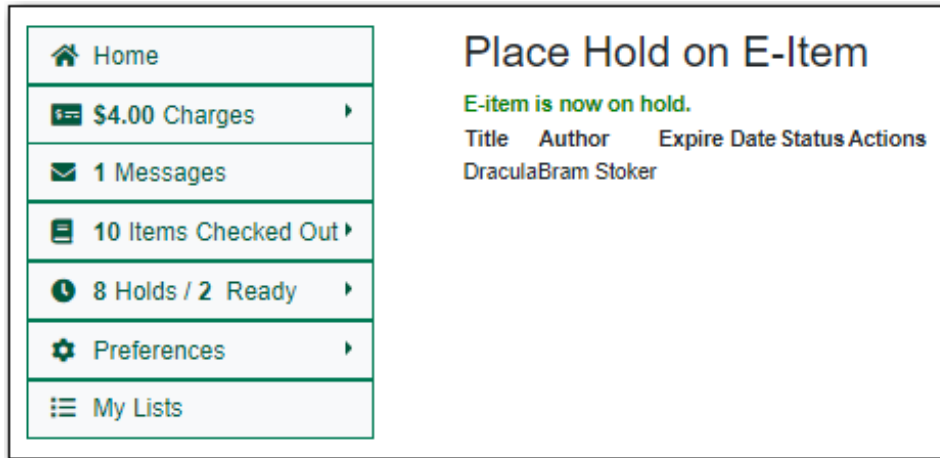 Home
$4.00 Charges
1 Messages
10 Items Checked Out
8 Holds / 2 Ready
Preferences
My Lists
Place Hold on E-Item
E-item is now on hold.
Title Author Expire Date Status Actions
DraculaBram Stoker